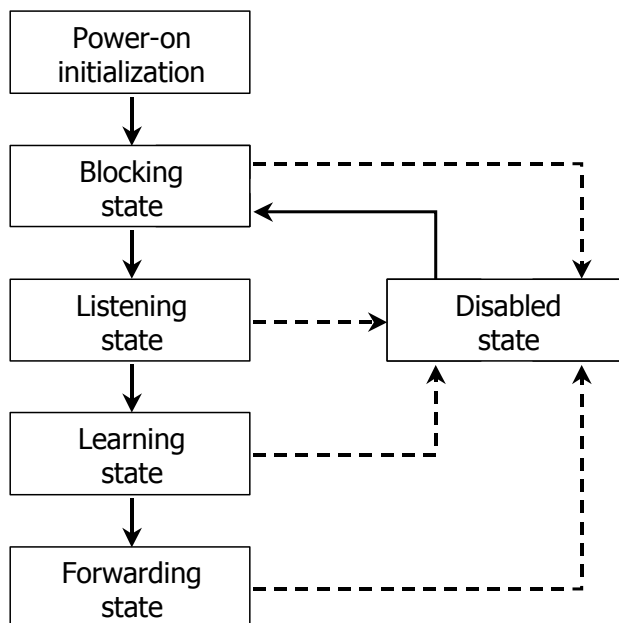 Power-on
initialization
Blocking
state
Listening
state
Disabled
state
Learning
state
Forwarding
state